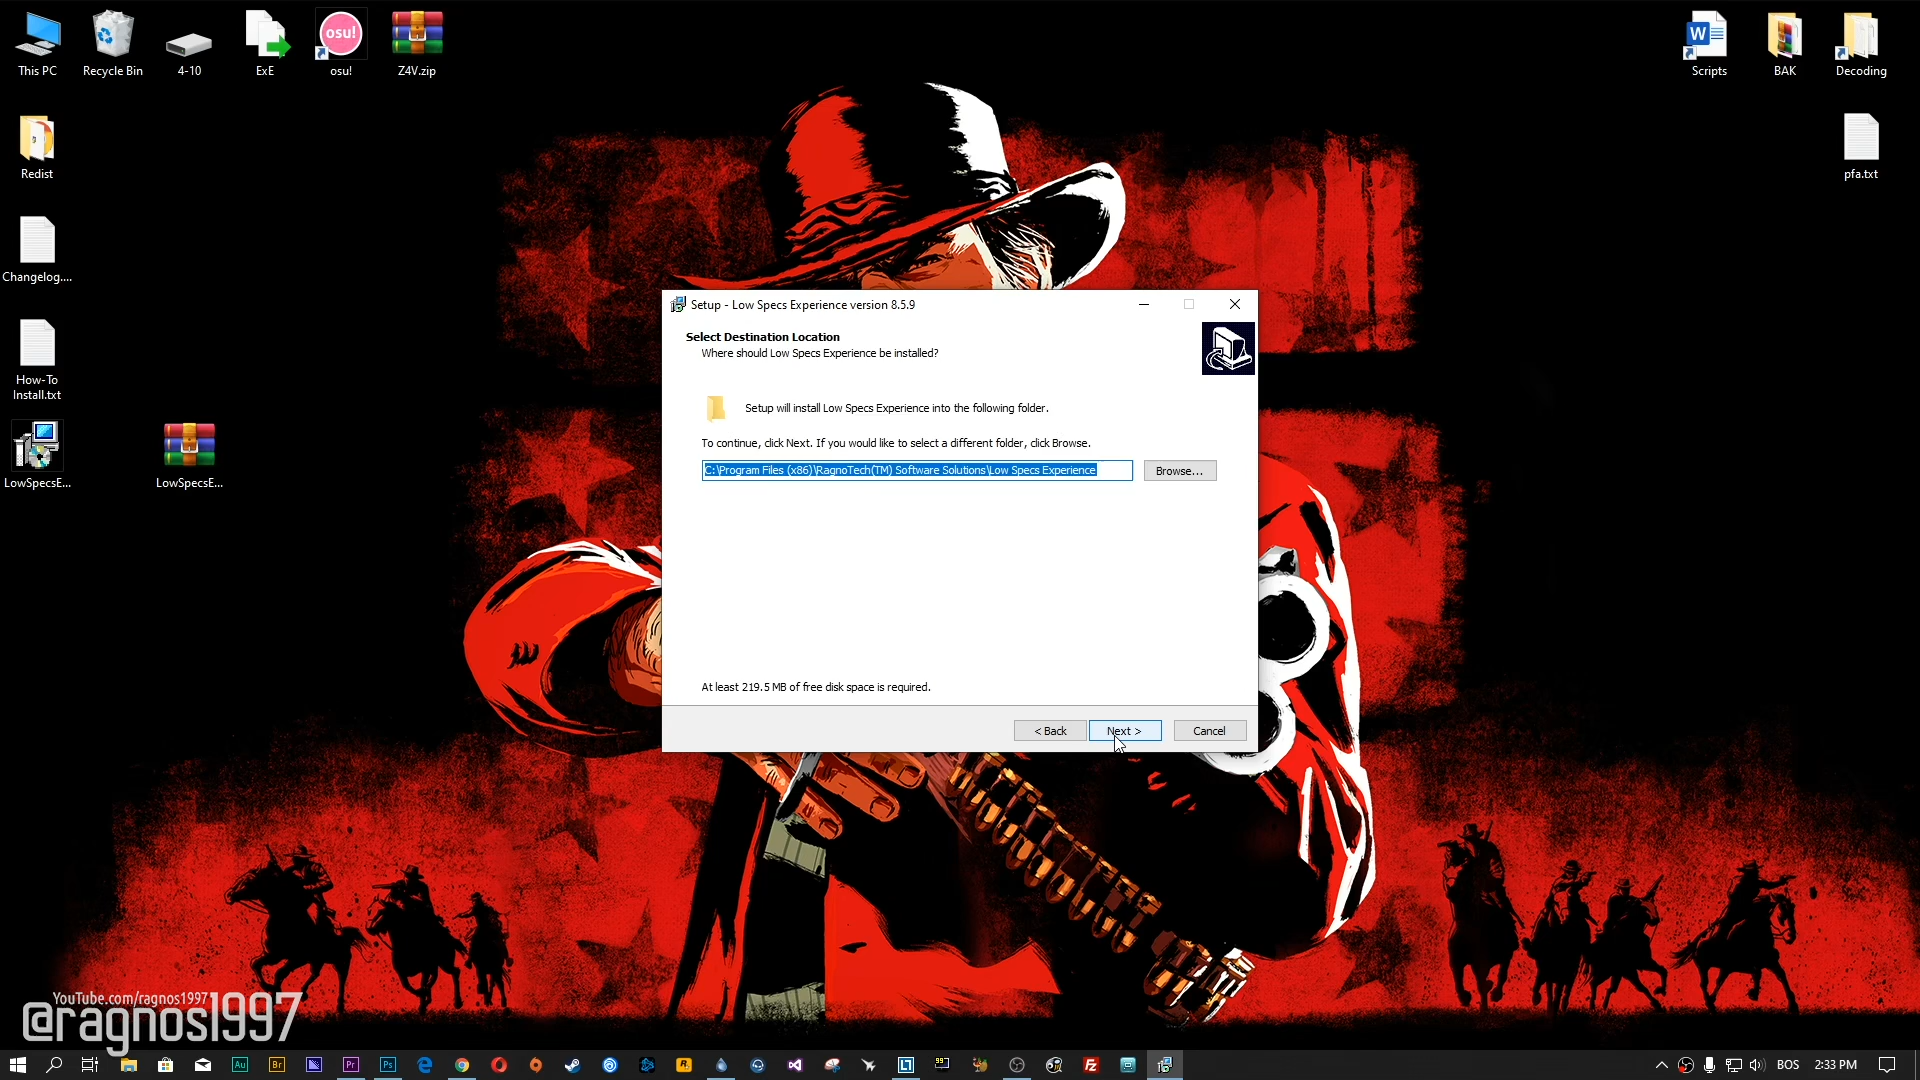 This PC
Recycle Bin
4-10
ExE
osu!
osu!
Z4V.zip
Scripts
BAK
Decoding
Redist
pfa.txt
Changelog....
How-To
Install.txt
LowSpecsE...
LowSpecsE...
Setup - Low Specs Experience version 8.5.9
Select Destination Location
Where should Low Specs Experience be installed?
Setup will install Low Specs Experience into the following folder.
To continue, click Next. If you would like to select a different folder, click Browse.
C:\Program Files (x86)\RagnoTech(TM) Software Solutions\Low Specs Experience
Browse...
At least 219.5 MB of free disk space is required.
< Back
Next >
Cancel
YouTube.com/ragnos1997
@ragnos1997
Au
Br
Pr
Ps
BOS
2:33 PM